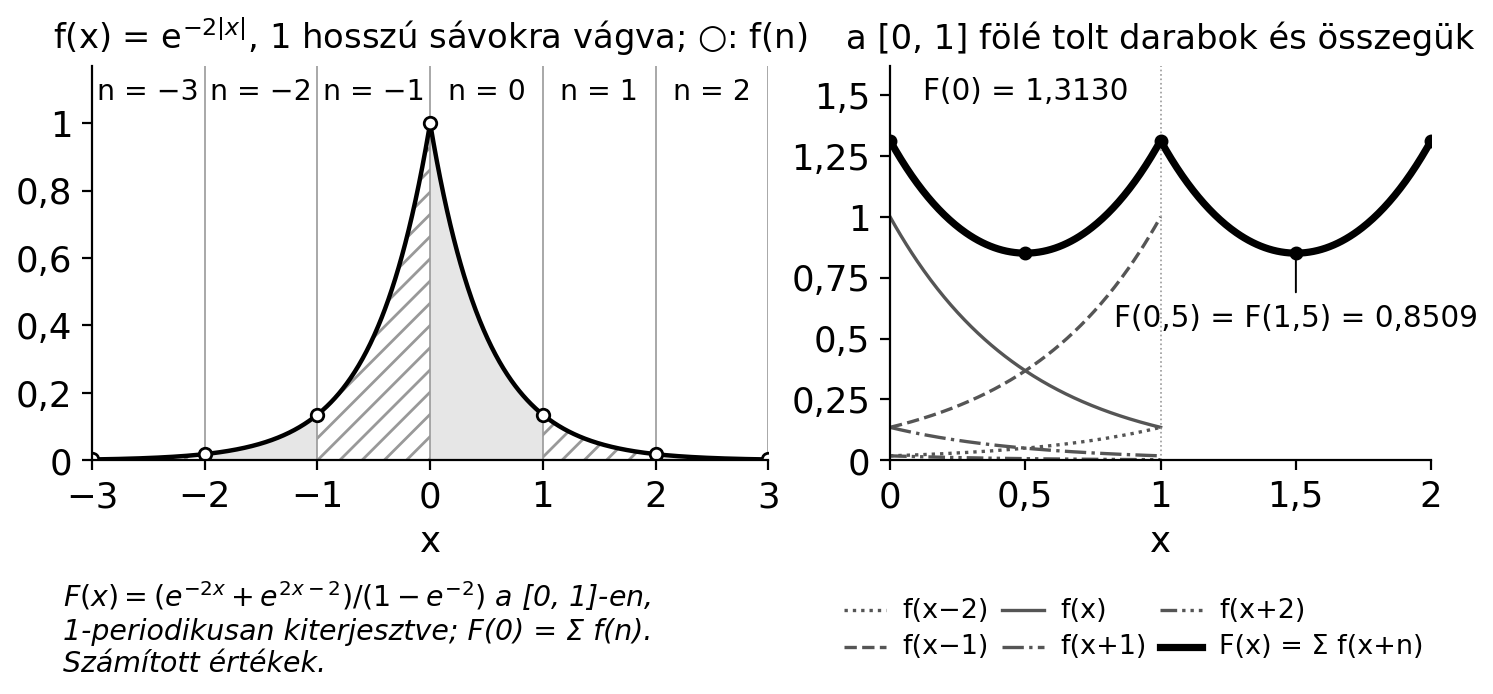 f(x) = e^{−2|x|}, 1 hosszú sávokra vágva; ○: f(n)
n = −3 n = −2 n = −1 n = 0 n = 1 n = 2
1
0,8
0,6
0,4
0,2
0
−3 −2 −1 0 1 2 3
x
F(x) = (e^{−2x} + e^{2x−2})/(1 − e^{−2}) a [0, 1]-en,
1-periodikusan kiterjesztve; F(0) = Σ f(n).
Számított értékek.
a [0, 1] fölé tolt darabok és összegük
F(0) = 1,3130
1,5
1,25
1
0,75
0,5
0,25
0
F(0,5) = F(1,5) = 0,8509
0 0,5 1 1,5 2
x
f(x−2) f(x) f(x+2)
f(x−1) f(x+1) F(x) = Σ f(x+n)